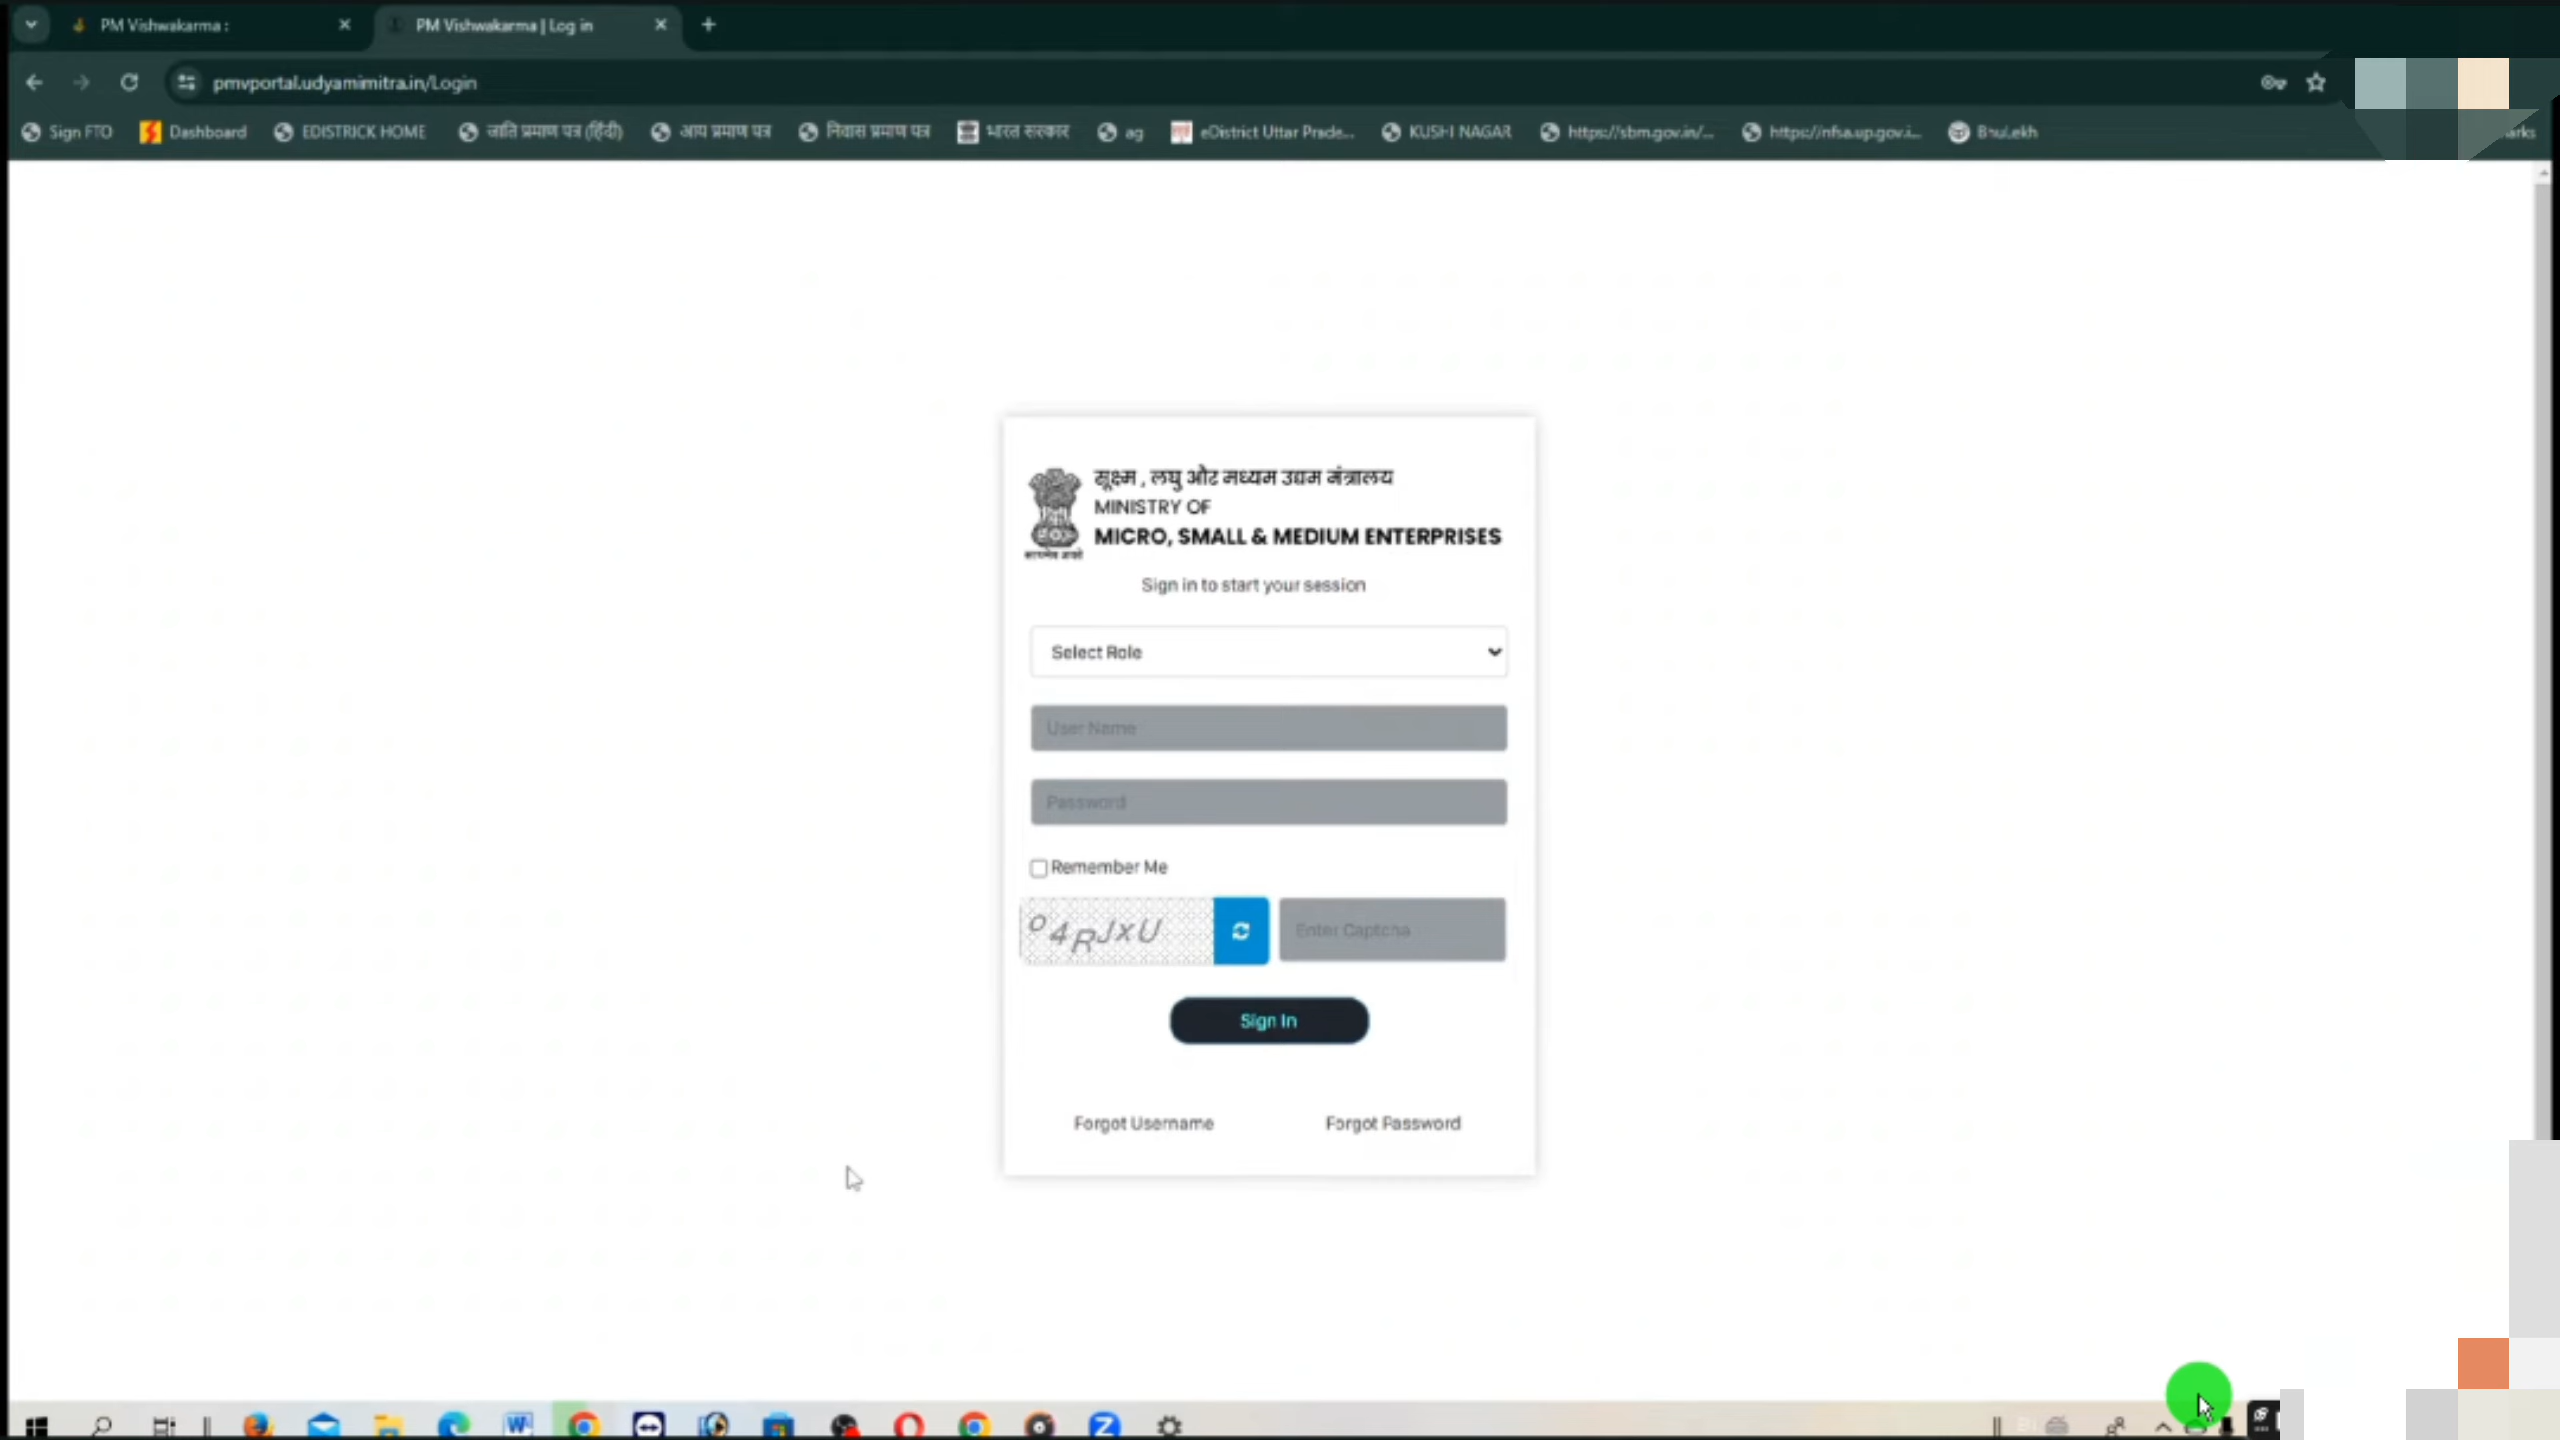 PM Vishwakarma :
PM Vishwakarma | Log in
pmvportal.udyamimitra.in/Login
Sign FTO
Dashboard
EDISTRICK HOME
जाति प्रमाण पत्र (हिंदी)
आय प्रमाण पत्र
निवास प्रमाण पत्र
भारत सरकार
ag
eDistrict Uttar Prade...
KUSHI NAGAR
https://sbm.gov.in/...
https://nfsa.up.gov.i...
BhuLekh
सूक्ष्म , लघु और मध्यम उद्यम मंत्रालय
MINISTRY OF
MICRO, SMALL & MEDIUM ENTERPRISES
Sign in to start your session
Select Role
User Name
Password
Remember Me
o4RJxU
Enter Captcha
Sign In
Forgot Username
Forgot Password